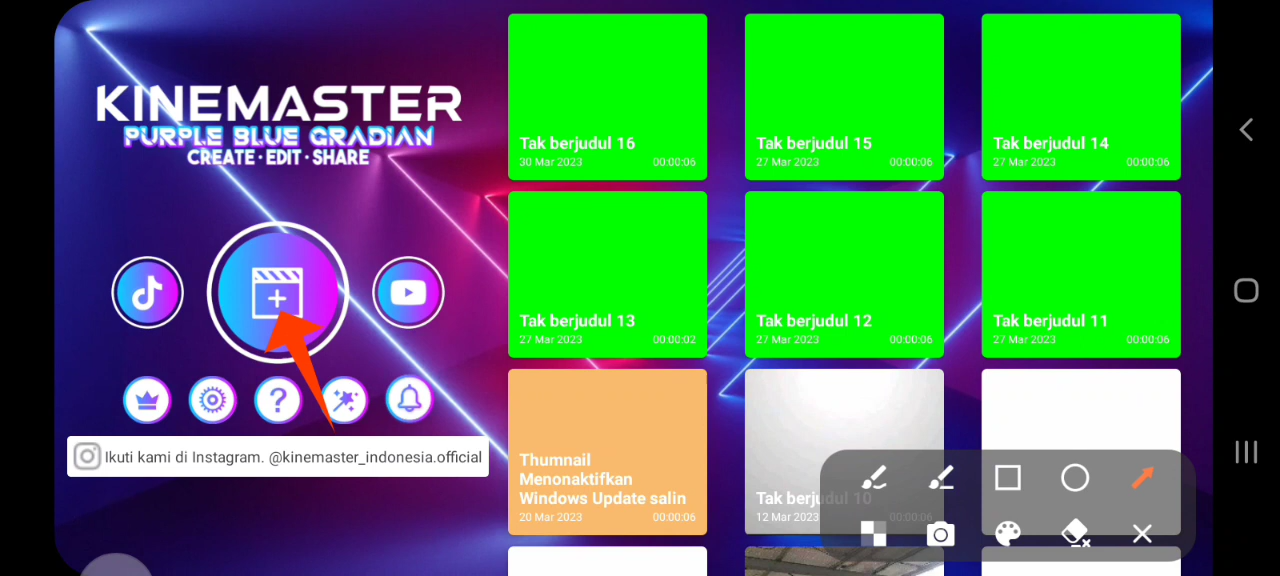 KINEMASTER
PURPLE BLUE GRADIAN
CREATE · EDIT · SHARE
Ikuti kami di Instagram. @kinemaster_indonesia.official
Tak berjudul 16
30 Mar 2023 00:00:06
Tak berjudul 15
27 Mar 2023 00:00:06
Tak berjudul 14
27 Mar 2023 00:00:06
Tak berjudul 13
27 Mar 2023 00:00:02
Tak berjudul 12
27 Mar 2023 00:00:06
Tak berjudul 11
27 Mar 2023 00:00:06
Thumnail
Menonaktifkan
Windows Update salin
20 Mar 2023 00:00:06
Tak berjudul 10
12 Mar 2023 00:00:06